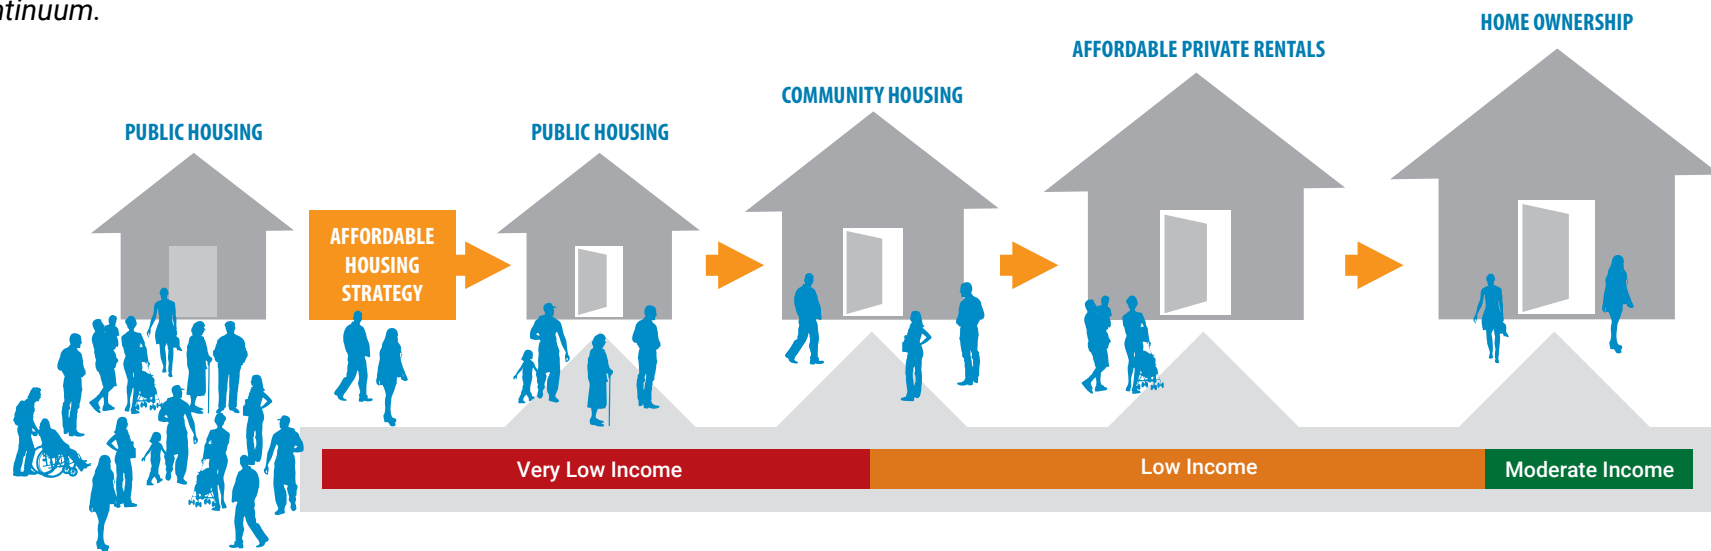 ntinuum.
HOME OWNERSHIP
AFFORDABLE PRIVATE RENTALS
COMMUNITY HOUSING
PUBLIC HOUSING
PUBLIC HOUSING
AFFORDABLE
HOUSING
STRATEGY
Very Low Income
Low Income
Moderate Income